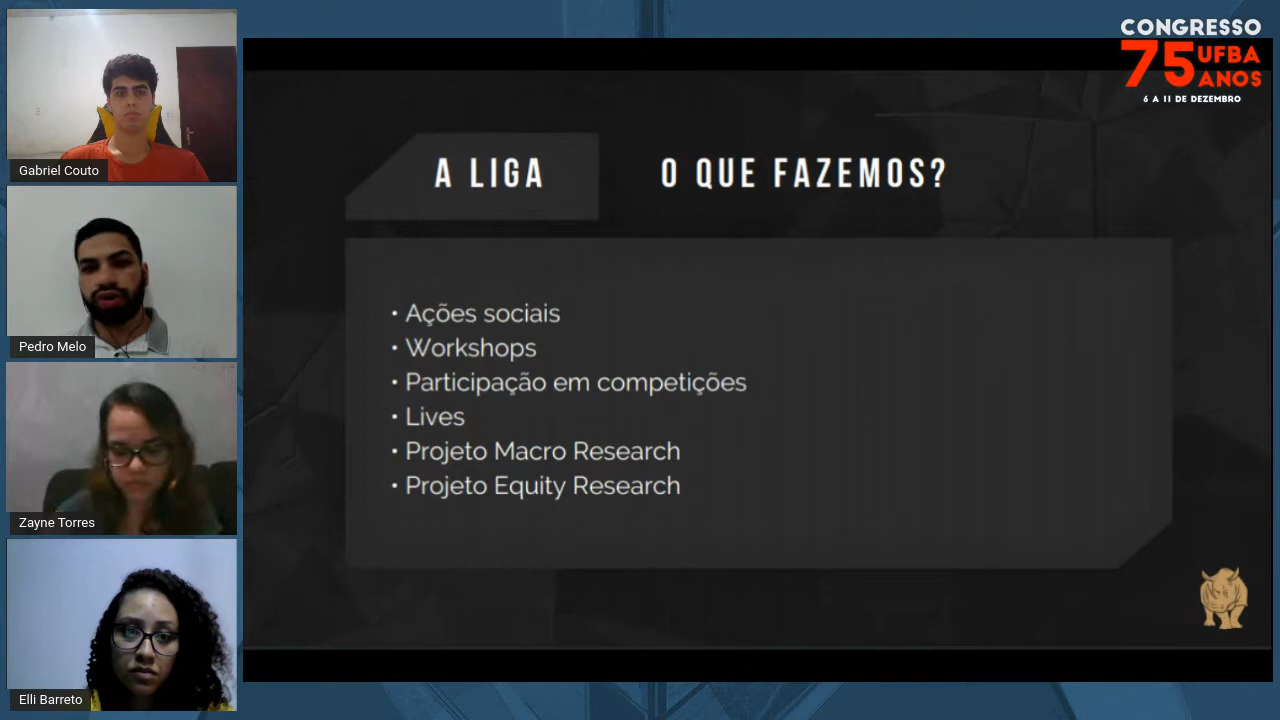 Gabriel Couto
Pedro Melo
Zayne Torres
Elli Barreto
CONGRESSO
75 UFBA
ANOS
6 A 11 DE DEZEMBRO
A LIGA
O QUE FAZEMOS?
• Ações sociais
• Workshops
• Participação em competições
• Lives
• Projeto Macro Research
• Projeto Equity Research